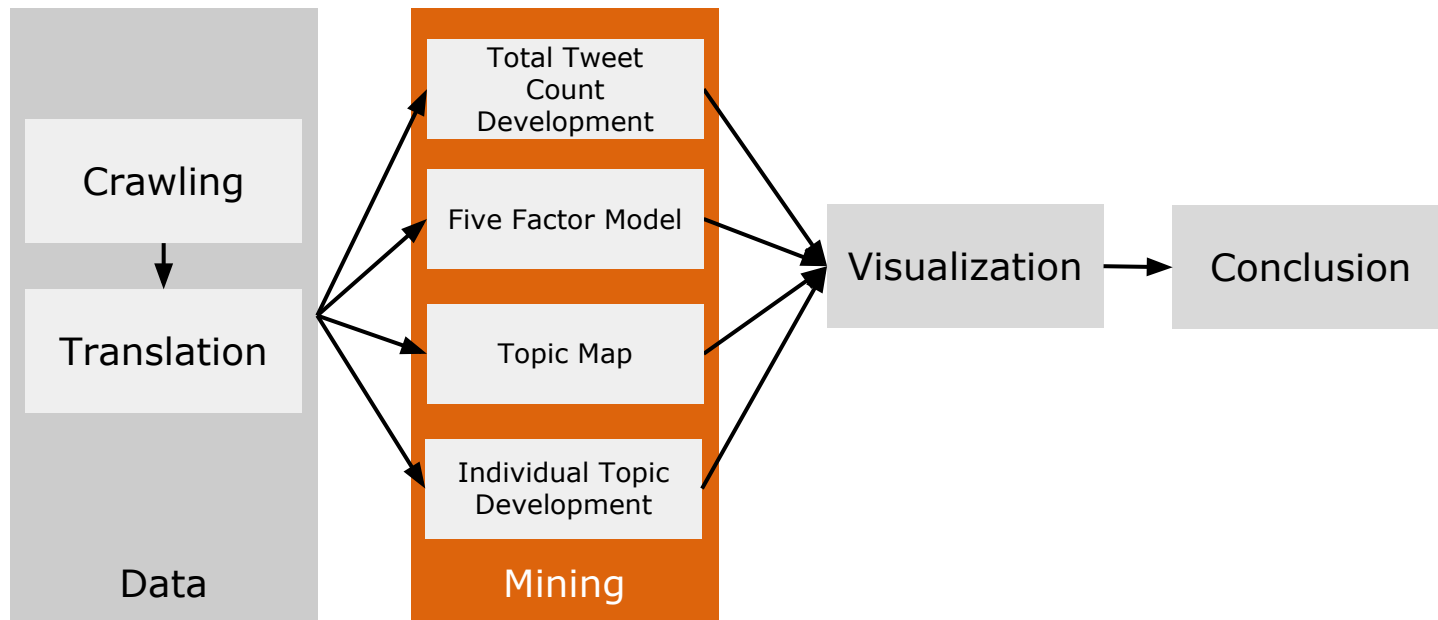 Crawling
Translation
Data
Total Tweet
Count
Development
Five Factor Model
Topic Map
Individual Topic
Development
Mining
Visualization
Conclusion